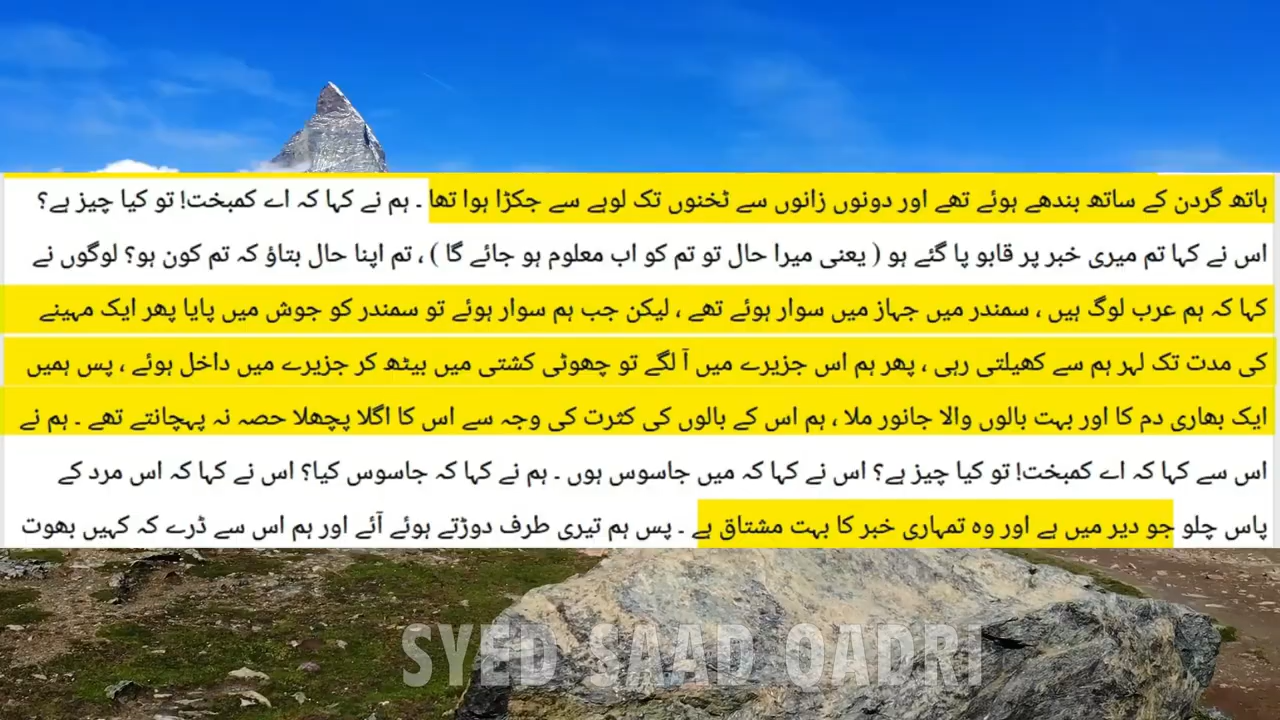 ہاتھ گردن کے ساتھ بندھے ہوئے تھے اور دونوں زانوں سے ٹخنوں تک لوہے سے جکڑا ہوا تھا ۔ ہم نے کہا کہ اے کمبخت! تو کیا چیز ہے؟
اس نے کہا تم میری خبر پر قابو پا گئے ہو ( یعنی میرا حال تو تم کو اب معلوم ہو جائے گا ) ، تم اپنا حال بتاؤ کہ تم کون ہو؟ لوگوں نے
کہا کہ ہم عرب لوگ ہیں ، سمندر میں جہاز میں سوار ہوئے تھے ، لیکن جب ہم سوار ہوئے تو سمندر کو جوش میں پایا پھر ایک مہینے
کی مدت تک لہر ہم سے کھیلتی رہی ، پھر ہم اس جزیرے میں آ لگے تو چھوٹی کشتی میں بیٹھ کر جزیرے میں داخل ہوئے ، پس ہمیں
ایک بھاری دم کا اور بہت بالوں والا جانور ملا ، ہم اس کے بالوں کی کثرت کی وجہ سے اس کا اگلا پچھلا حصہ نہ پہچانتے تھے ۔ ہم نے
اس سے کہا کہ اے کمبخت! تو کیا چیز ہے؟ اس نے کہا کہ میں جاسوس ہوں ۔ ہم نے کہا کہ جاسوس کیا؟ اس نے کہا کہ اس مرد کے
پاس چلو جو دیر میں ہے اور وہ تمہاری خبر کا بہت مشتاق ہے ۔ پس ہم تیری طرف دوڑتے ہوئے آئے اور ہم اس سے ڈرے کہ کہیں بھوت
SYED SAAD QADRI